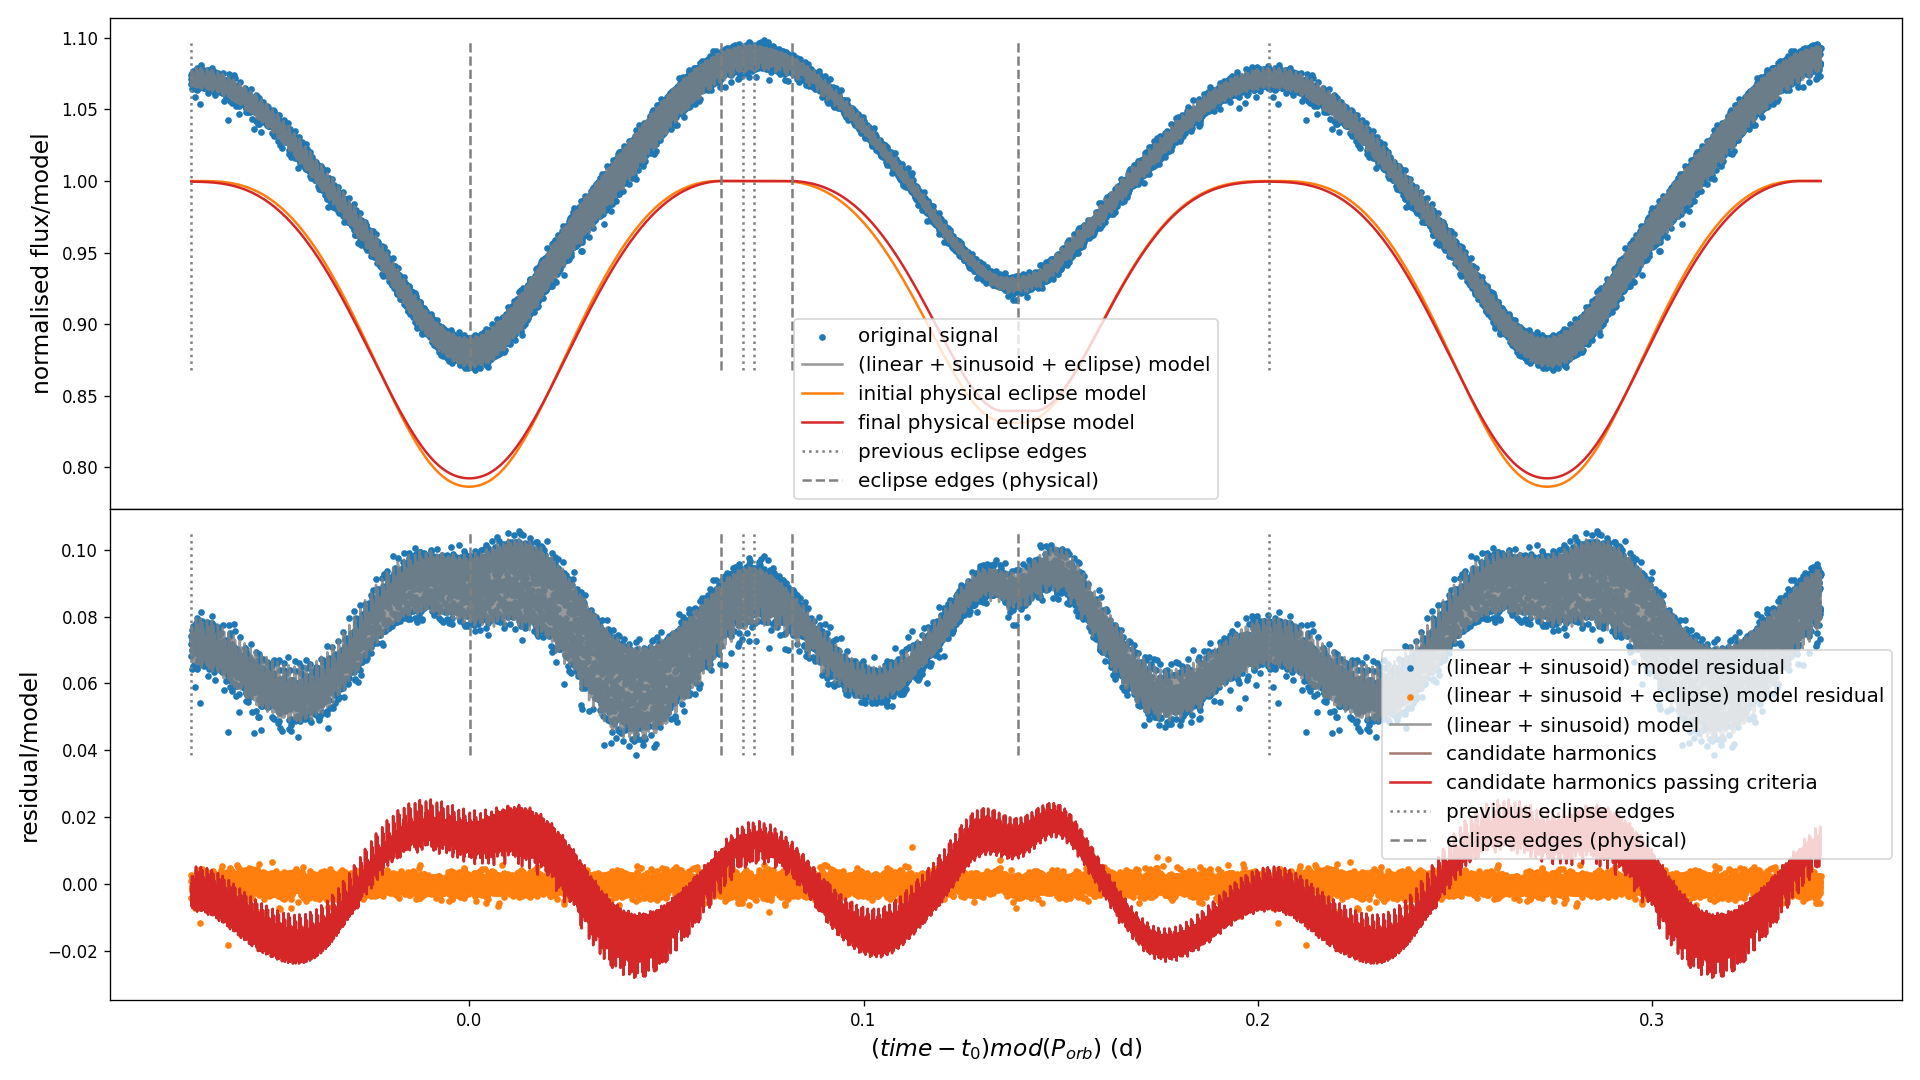 normalised flux/model
1.10
1.05
1.00
0.95
0.90
0.85
0.80
original signal
(linear + sinusoid + eclipse) model
initial physical eclipse model
final physical eclipse model
previous eclipse edges
eclipse edges (physical)
residual/model
0.10
0.08
0.06
0.04
0.02
0.00
−0.02
(linear + sinusoid) model residual
(linear + sinusoid + eclipse) model residual
(linear + sinusoid) model
candidate harmonics
candidate harmonics passing criteria
previous eclipse edges
eclipse edges (physical)
0.0 0.1 0.2 0.3
(time − t₀)mod(P_orb) (d)